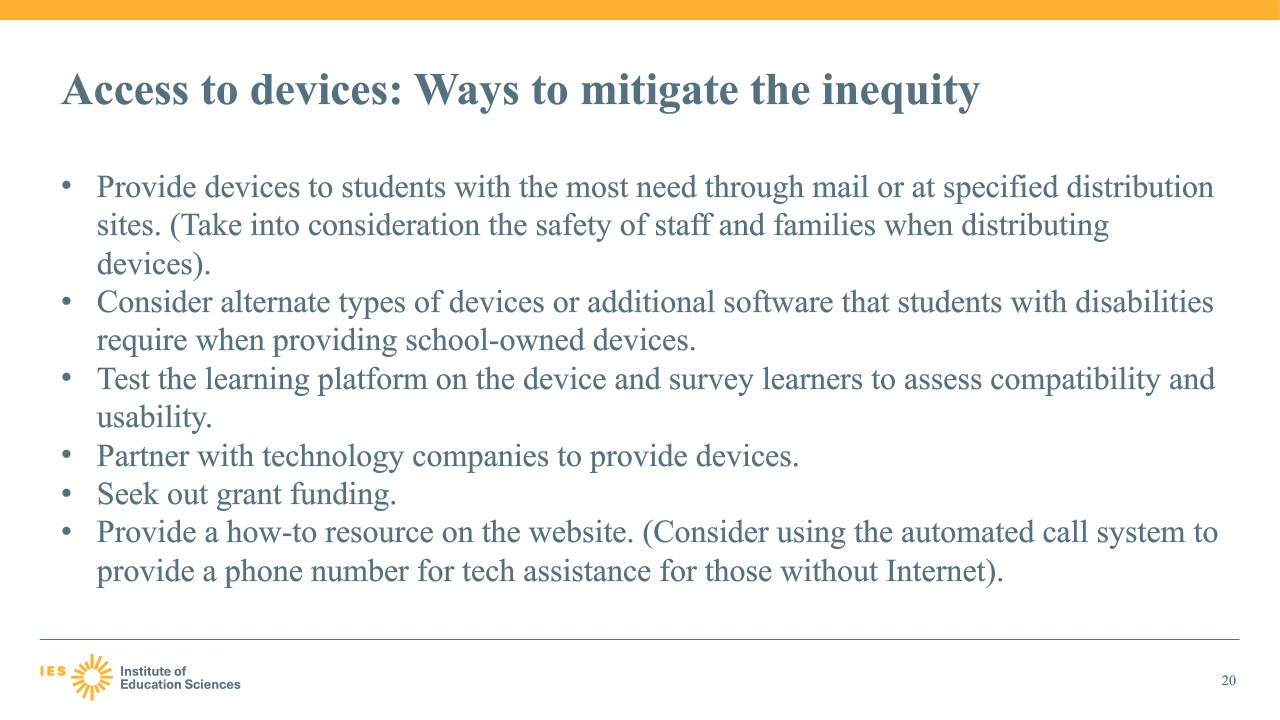 Access to devices: Ways to mitigate the inequity
• Provide devices to students with the most need through mail or at specified distribution
sites. (Take into consideration the safety of staff and families when distributing
devices).
• Consider alternate types of devices or additional software that students with disabilities
require when providing school-owned devices.
• Test the learning platform on the device and survey learners to assess compatibility and
usability.
• Partner with technology companies to provide devices.
• Seek out grant funding.
• Provide a how-to resource on the website. (Consider using the automated call system to
provide a phone number for tech assistance for those without Internet).
IES
Institute of
Education Sciences
20